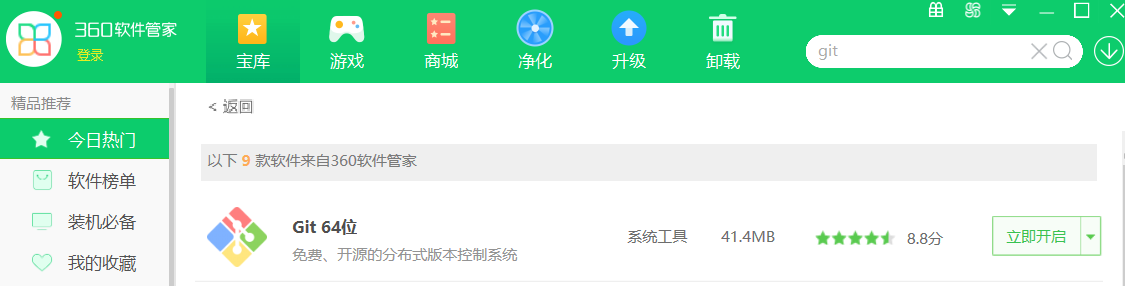 360软件管家
登录
宝库
游戏
商城
净化
升级
卸载
git
精品推荐
今日热门
软件榜单
装机必备
我的收藏
< 返回
以下 9 款软件来自360软件管家
Git 64位
免费、开源的分布式版本控制系统
系统工具
41.4MB
8.8分
立即开启